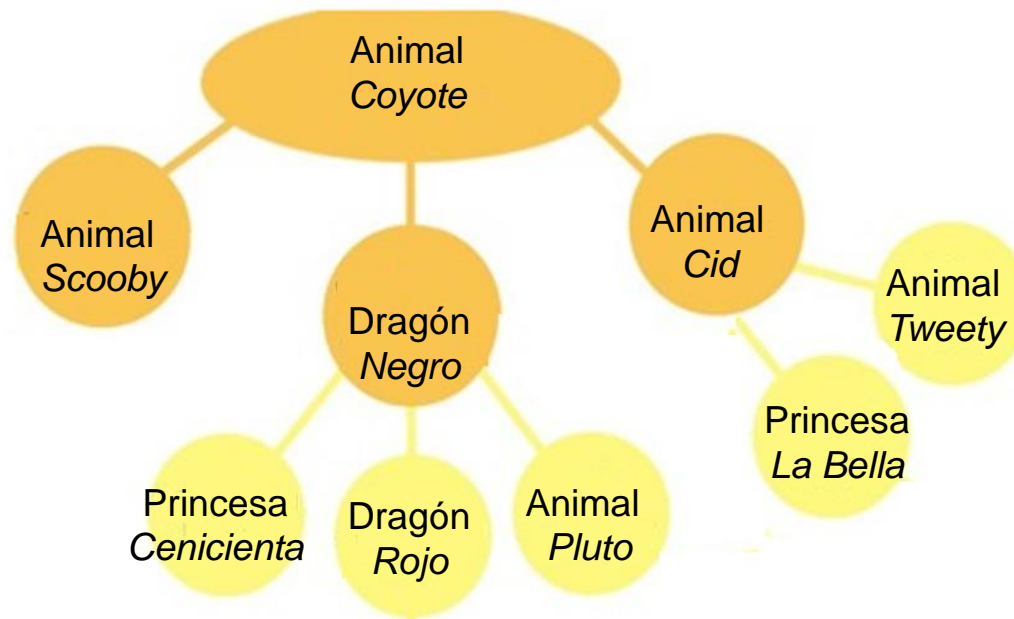 Animal
Coyote
Animal
Scooby
Dragón
Negro
Animal
Cid
Animal
Tweety
Princesa
La Bella
Princesa
Cenicienta
Dragón
Rojo
Animal
Pluto